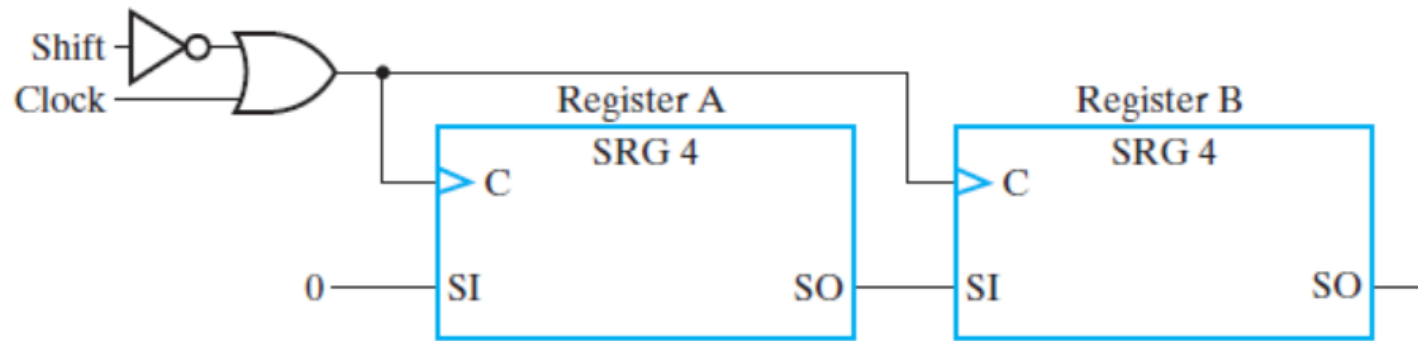 Shift
Clock
Register A
SRG 4
C
0
SI
SO
Register B
SRG 4
C
SI
SO